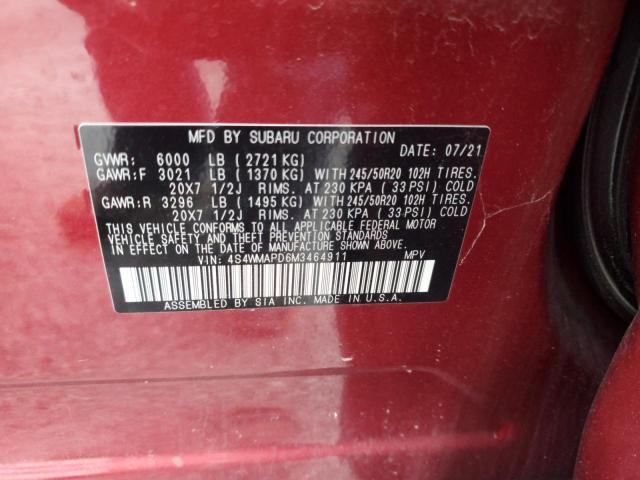 MFD BY SUBARU CORPORATION
DATE: 07/21
GVWR: 6000 LB (2721 KG)
GAWR:F 3021 LB (1370 KG) WITH 245/50R20 102H TIRES.
20X7 1/2J RIMS. AT 230 KPA (33 PSI) COLD
GAWR:R 3296 LB (1495 KG) WITH 245/50R20 102H TIRES.
20X7 1/2J RIMS. AT 230 KPA (33 PSI) COLD
THIS VEHICLE CONFORMS TO ALL APPLICABLE FEDERAL MOTOR
VEHICLE SAFETY AND THEFT PREVENTION STANDARDS
IN EFFECT ON THE DATE OF MANUFACTURE SHOWN ABOVE.
VIN: 4S4WMAPD6M3464911 MPV
ASSEMBLED BY SIA INC. MADE IN U.S.A.